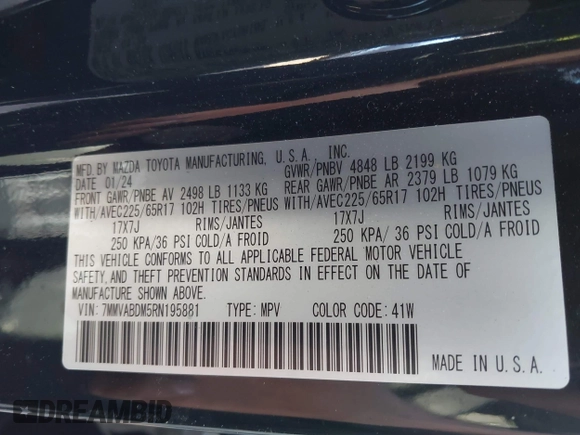 MFD. BY MAZDA TOYOTA MANUFACTURING, U.S.A., INC.
DATE 01/24 GVWR/PNBV 4848 LB 2199 KG
FRONT GAWR/PNBE AV 2498 LB 1133 KG REAR GAWR/PNBE AR 2379 LB 1079 KG
WITH/AVEC225/65R17 102H TIRES/PNEUS WITH/AVEC225/65R17 102H TIRES/PNEUS
17X7J RIMS/JANTES 17X7J RIMS/JANTES
250 KPA/36 PSI COLD/A FROID 250 KPA/ 36 PSI COLD/A FROID
THIS VEHICLE CONFORMS TO ALL APPLICABLE FEDERAL MOTOR VEHICLE
SAFETY,AND THEFT PREVENTION STANDARDS IN EFFECT ON THE DATE OF
MANUFACTURE SHOWN ABOVE.
VIN: 7MMVABDM5RN195881 TYPE: MPV COLOR CODE: 41W
MADE IN U.S.A.
DREAMBID